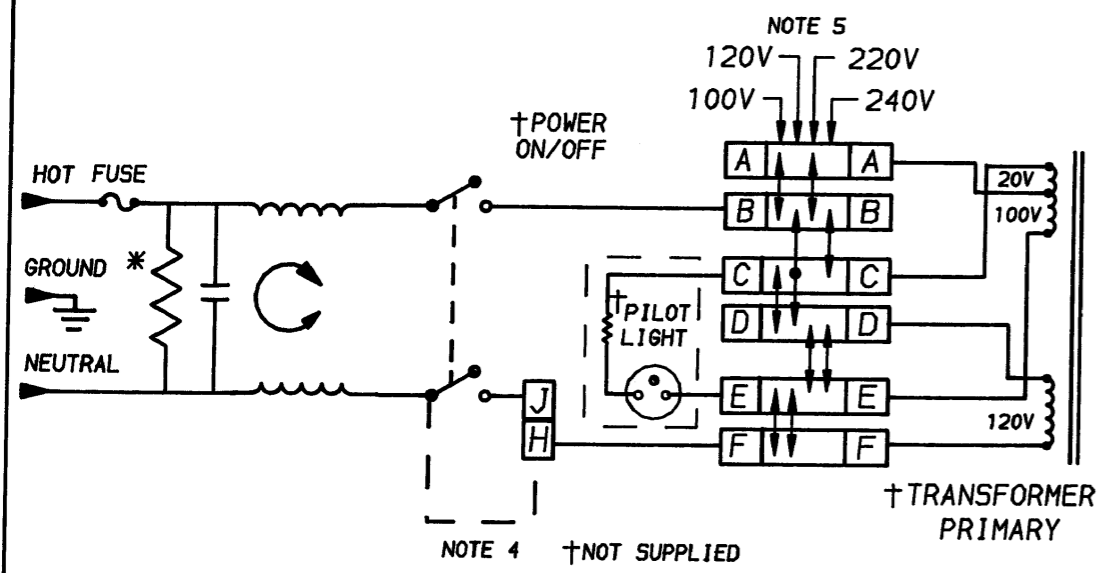 NOTE 5
120V 220V
100V 240V
†POWER
ON/OFF
HOT FUSE
GROUND *
NEUTRAL
A A
B B
C C
D D
E E
F F
J
H
†PILOT
LIGHT
20V
100V
120V
†TRANSFORMER
PRIMARY
NOTE 4 †NOT SUPPLIED